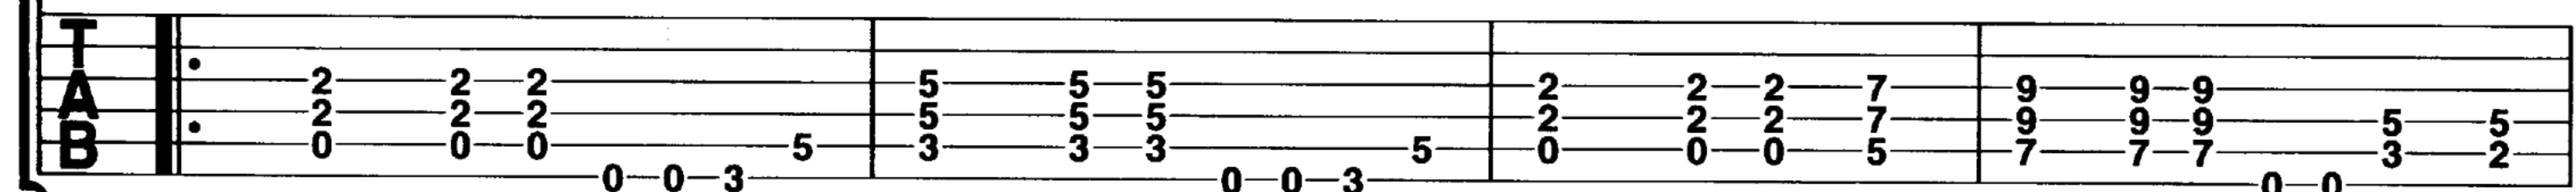 T
2 2 2 5 5 5 2 2 2 7 9 9 9
A
2 2 2 5 5 5 2 2 2 7 9 9 9 5 5
B
0 0 0 5 3 3 3 5 0 0 0 5 7 7 7 3 2
0 0 3 0 0 3 0 0